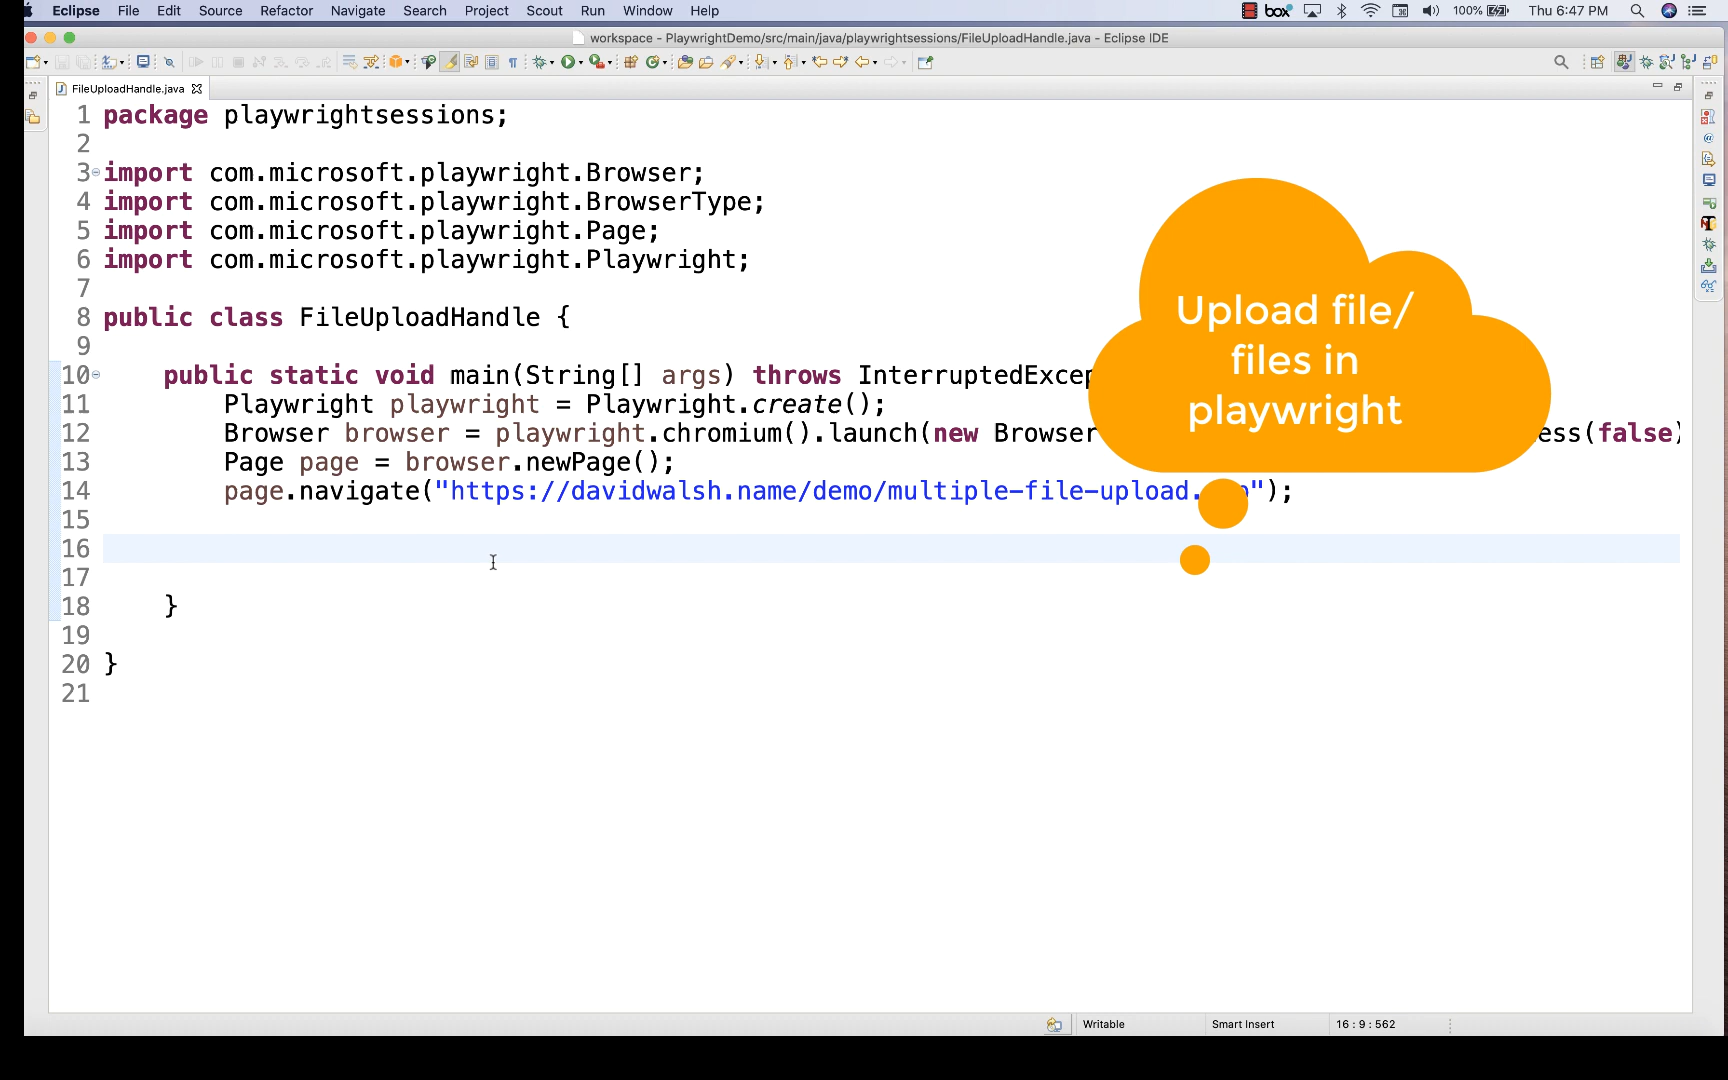 Eclipse File Edit Source Refactor Navigate Search Project Scout Run Window Help box 100% Thu 6:47 PM
workspace - PlaywrightDemo/src/main/java/playwrightsessions/FileUploadHandle.java - Eclipse IDE
FileUploadHandle.java
1 package playwrightsessions;
2
3 import com.microsoft.playwright.Browser;
4 import com.microsoft.playwright.BrowserType;
5 import com.microsoft.playwright.Page;
6 import com.microsoft.playwright.Playwright;
7
8 public class FileUploadHandle {
9
10 public static void main(String[] args) throws InterruptedExcep
11 Playwright playwright = Playwright.create();
12 Browser browser = playwright.chromium().launch(new Browser ess(false)
13 Page page = browser.newPage();
14 page.navigate("https://davidwalsh.name/demo/multiple-file-upload. ");
15
16
17
18 }
19
20 }
21
Upload file/
files in
playwright
Writable Smart Insert 16 : 9 : 562